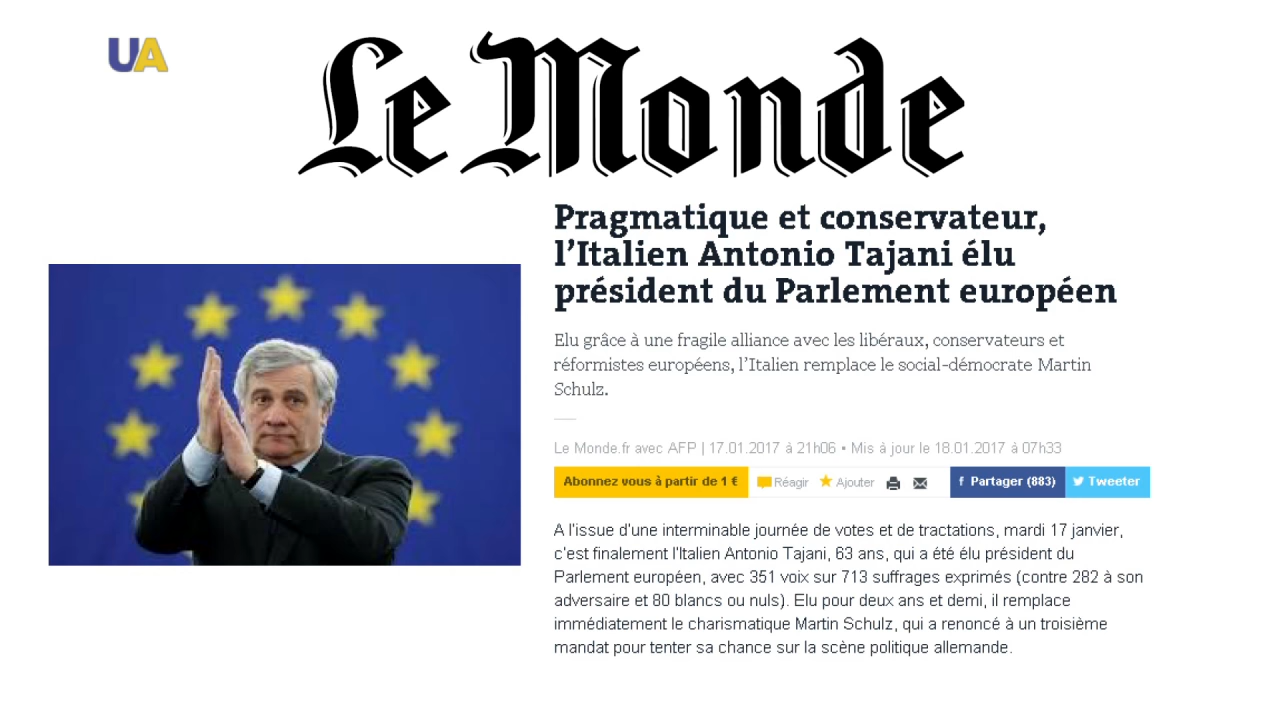 UA
Le Monde
Pragmatique et conservateur,
l'Italien Antonio Tajani élu
président du Parlement européen
Elu grâce à une fragile alliance avec les libéraux, conservateurs et
réformistes européens, l'Italien remplace le social-démocrate Martin
Schulz.
Le Monde.fr avec AFP | 17.01.2017 à 21h06 • Mis à jour le 18.01.2017 à 07h33
Abonnez vous à partir de 1 € Réagir Ajouter f Partager (883) Tweeter
A l'issue d'une interminable journée de votes et de tractations, mardi 17 janvier,
c'est finalement l'Italien Antonio Tajani, 63 ans, qui a été élu président du
Parlement européen, avec 351 voix sur 713 suffrages exprimés (contre 282 à son
adversaire et 80 blancs ou nuls). Elu pour deux ans et demi, il remplace
immédiatement le charismatique Martin Schulz, qui a renoncé à un troisième
mandat pour tenter sa chance sur la scène politique allemande.